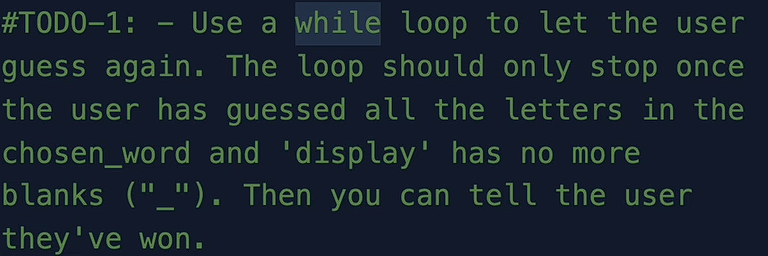 #TODO-1: - Use a while loop to let the user
guess again. The loop should only stop once
the user has guessed all the letters in the
chosen_word and 'display' has no more
blanks ("_"). Then you can tell the user
they've won.